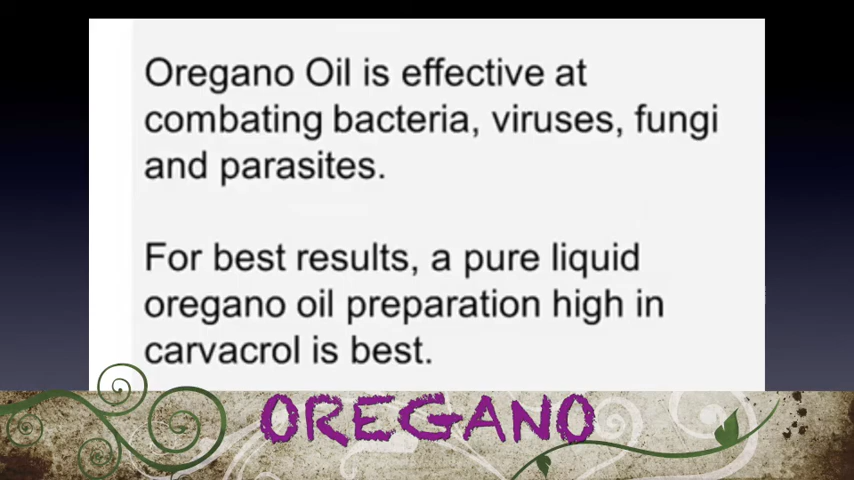 Oregano Oil is effective at
combating bacteria, viruses, fungi
and parasites.
For best results, a pure liquid
oregano oil preparation high in
carvacrol is best.
OREGANO